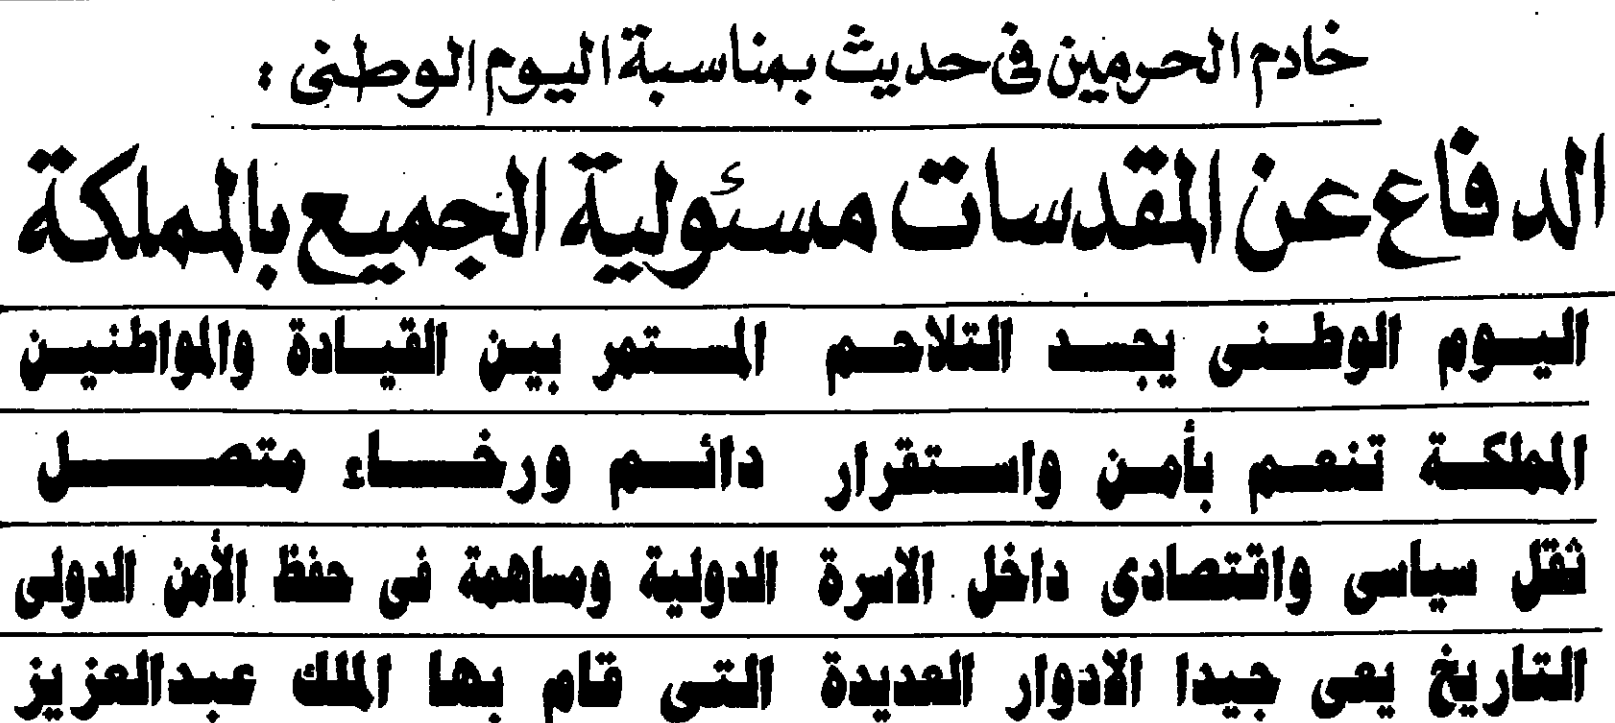 خادم الحرمين في حديث بمناسبة اليوم الوطنى :
الدفاع عن المقدسات مسئولية الجميع بالمملكة
اليوم الوطنى يجسد التلاحم المستمر بين القيادة والمواطنين
المملكة تنعم بأمن واستقرار دائم ورخاء متصل
ثقل سياسى واقتصادى داخل الاسرة الدولية ومساهمة فى حفظ الأمن الدولى
التاريخ يعى جيدا الادوار العديدة التى قام بها الملك عبدالعزيز